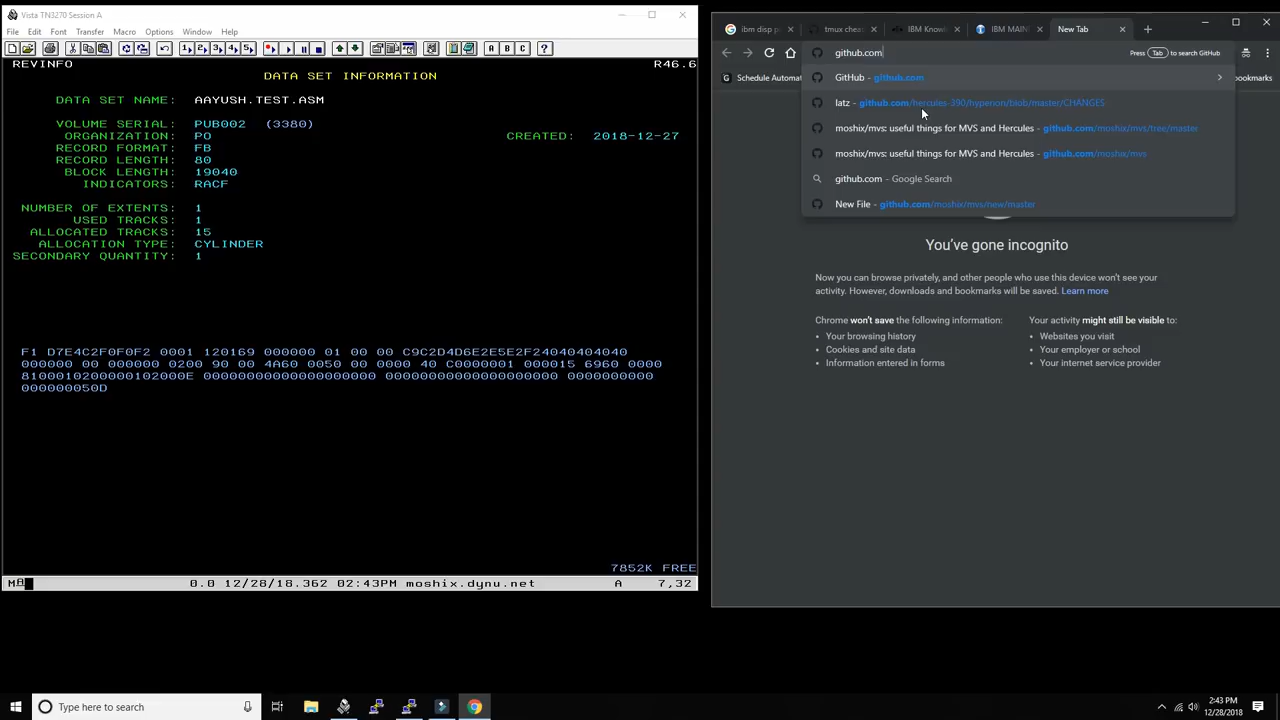 Vista TN3270 Session A
File Edit Font Transfer Macro Options Window Help
REVINFO R46.6
DATA SET INFORMATION
DATA SET NAME: AAYUSH.TEST.ASM
VOLUME SERIAL: PUB002 (3380)
ORGANIZATION: PO CREATED: 2018-12-27
RECORD FORMAT: FB
RECORD LENGTH: 80
BLOCK LENGTH: 19040
INDICATORS: RACF
NUMBER OF EXTENTS: 1
USED TRACKS: 1
ALLOCATED TRACKS: 15
ALLOCATION TYPE: CYLINDER
SECONDARY QUANTITY: 1
F1 D7E4C2F0F0F2 0001 120169 000000 01 00 00 C9C2D4D6E2E5E2F24040404040
000000 00 000000 0200 90 00 4A60 0050 00 0000 40 C0000001 000015 6960 0000
81000102000000102000E 00000000000000000000 00000000000000000000 0000000000
000000050D
7852K FREE
MA 0.0 12/28/18.362 02:43PM moshix.dynu.net A 7,32
ibm disp p
tmux chea
IBM Know
IBM MAIN
New Tab
github.com Press Tab to search GitHub
Schedule Automat
bookmarks
GitHub - github.com
latz - github.com/hercules-390/hyperion/blob/master/CHANGES
moshix/mvs: useful things for MVS and Hercules - github.com/moshix/mvs/tree/master
moshix/mvs: useful things for MVS and Hercules - github.com/moshix/mvs
github.com - Google Search
New File - github.com/moshix/mvs/new/master
You've gone incognito
Now you can browse privately, and other people who use this device won't see your
activity. However, downloads and bookmarks will be saved. Learn more
Chrome won't save the following information:
• Your browsing history
• Cookies and site data
• Information entered in forms
Your activity might still be visible to:
• Websites you visit
• Your employer or school
• Your internet service provider
Type here to search
2:43 PM
12/28/2018